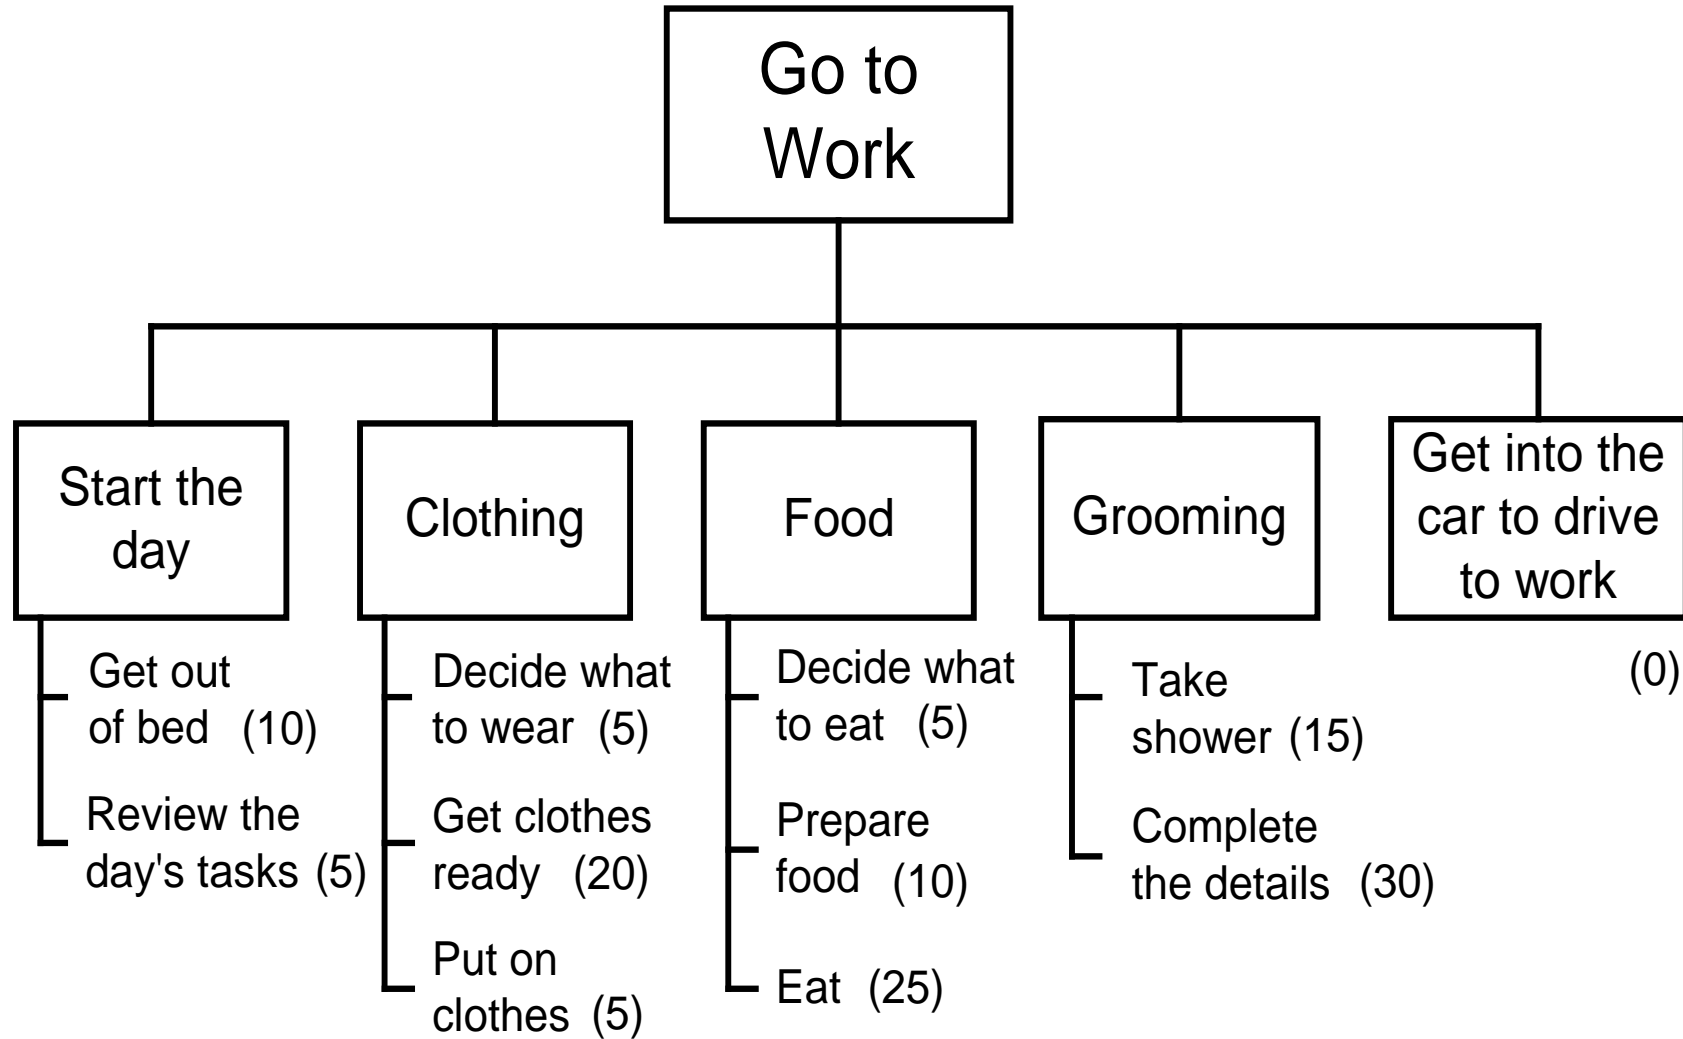 Go to
Work
Start the
day
Clothing
Food
Grooming
Get into the
car to drive
to work
(0)
Get out
of bed (10)
Review the
day's tasks (5)
Decide what
to wear (5)
Get clothes
ready (20)
Put on
clothes (5)
Decide what
to eat (5)
Prepare
food (10)
Eat (25)
Take
shower (15)
Complete
the details (30)